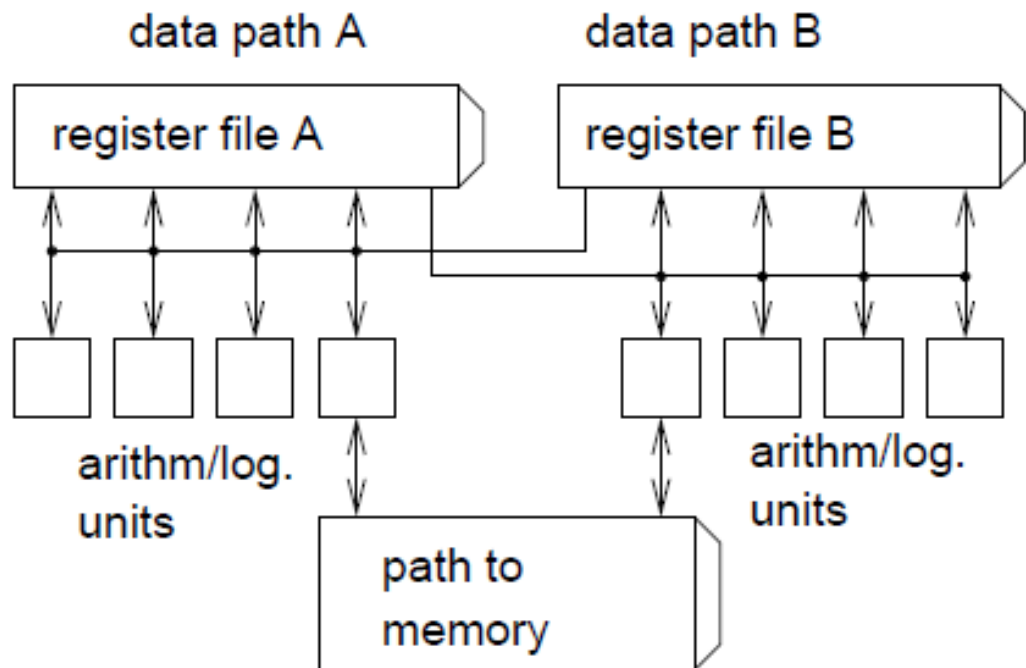 data path A
data path B
register file A
register file B
arithm/log.
units
arithm/log.
units
path to
memory